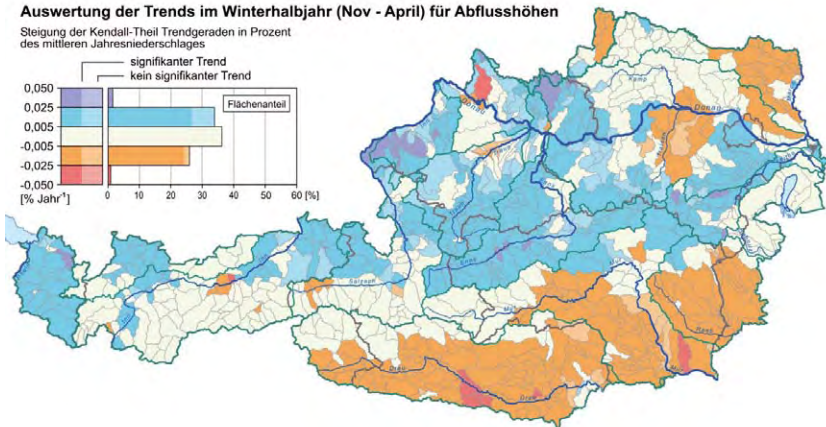 Auswertung der Trends im Winterhalbjahr (Nov - April) für Abflusshöhen
Steigung der Kendall-Theil Trendgeraden in Prozent
des mittleren Jahresniederschlages
signifikanter Trend
kein signifikanter Trend
0,050
0,025
0,005
-0,005
-0,025
-0,050
[% Jahr⁻¹]
Flächenanteil
0 10 20 30 40 50 60 [%]
Kamp
Donau
Donau
Enns
Salzach
Mur
Mur
Raab
Drau
Drau